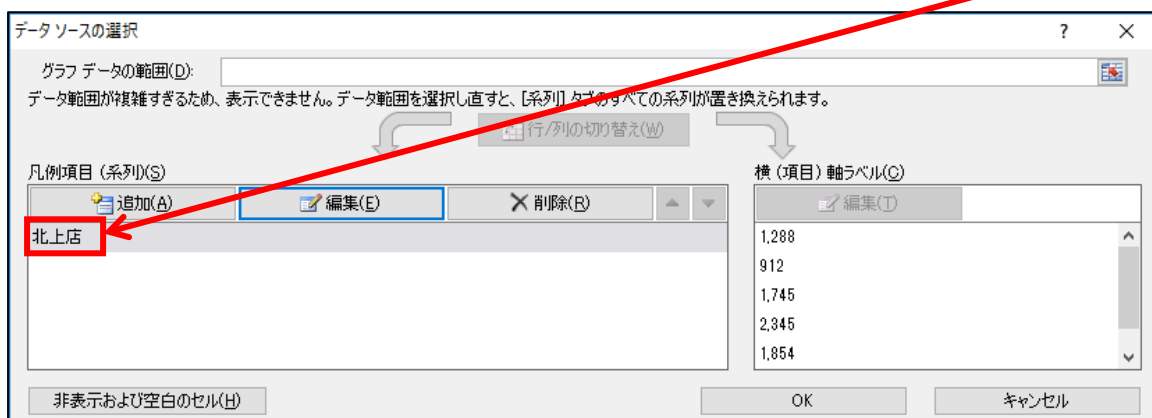 データ ソースの選択
?
グラフ データの範囲(D):
データ範囲が複雑すぎるため、表示できません。データ範囲を選択し直すと、[系列] タブのすべての系列が置き換えられます。
行/列の切り替え(W)
凡例項目 (系列)(S)
横 (項目) 軸ラベル(C)
追加(A) 編集(E) 削除(R) 編集(T)
北上店
1,288
912
1,745
2,345
1,854
非表示および空白のセル(H) OK キャンセル